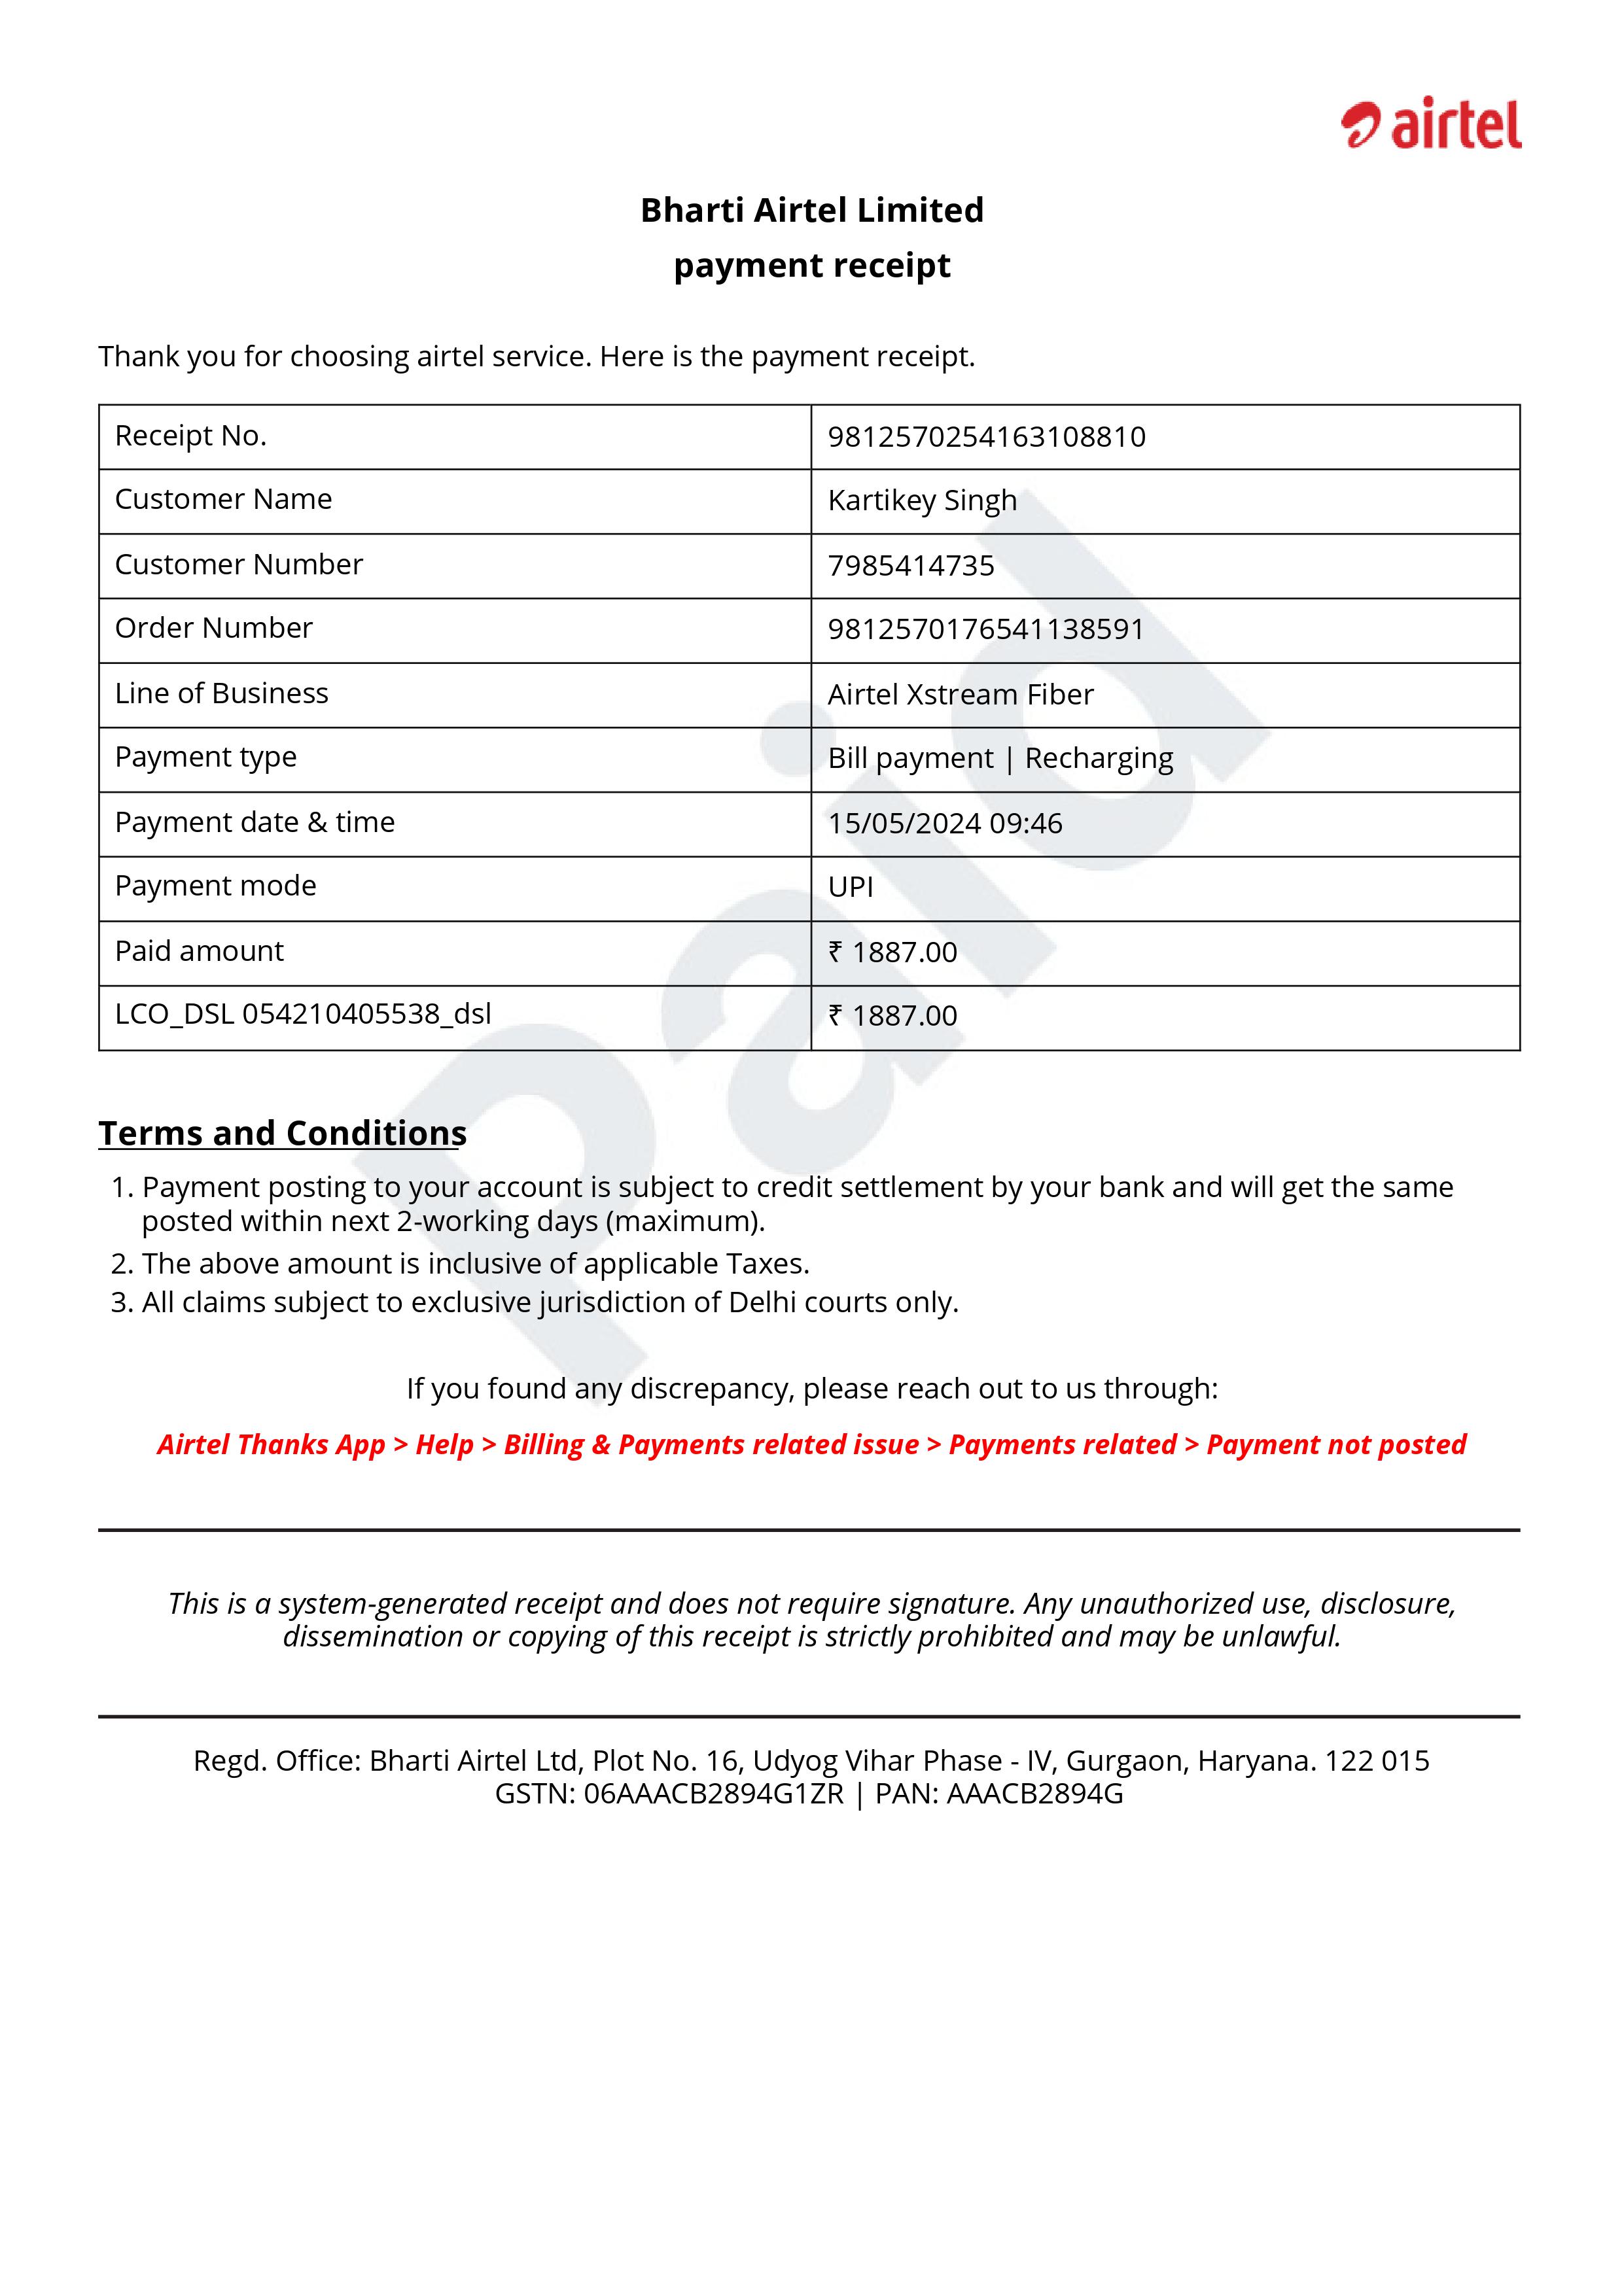 airtel
Bharti Airtel Limited
payment receipt
Thank you for choosing airtel service. Here is the payment receipt.
Receipt No. 9812570254163108810
Customer Name Kartikey Singh
Customer Number 7985414735
Order Number 9812570176541138591
Line of Business Airtel Xstream Fiber
Payment type Bill payment | Recharging
Payment date & time 15/05/2024 09:46
Payment mode UPI
Paid amount ₹ 1887.00
LCO_DSL 054210405538_dsl ₹ 1887.00
Paid
Terms and Conditions
1. Payment posting to your account is subject to credit settlement by your bank and will get the same
posted within next 2-working days (maximum).
2. The above amount is inclusive of applicable Taxes.
3. All claims subject to exclusive jurisdiction of Delhi courts only.
If you found any discrepancy, please reach out to us through:
Airtel Thanks App > Help > Billing & Payments related issue > Payments related > Payment not posted
This is a system-generated receipt and does not require signature. Any unauthorized use, disclosure,
dissemination or copying of this receipt is strictly prohibited and may be unlawful.
Regd. Office: Bharti Airtel Ltd, Plot No. 16, Udyog Vihar Phase - IV, Gurgaon, Haryana. 122 015
GSTN: 06AAACB2894G1ZR | PAN: AAACB2894G